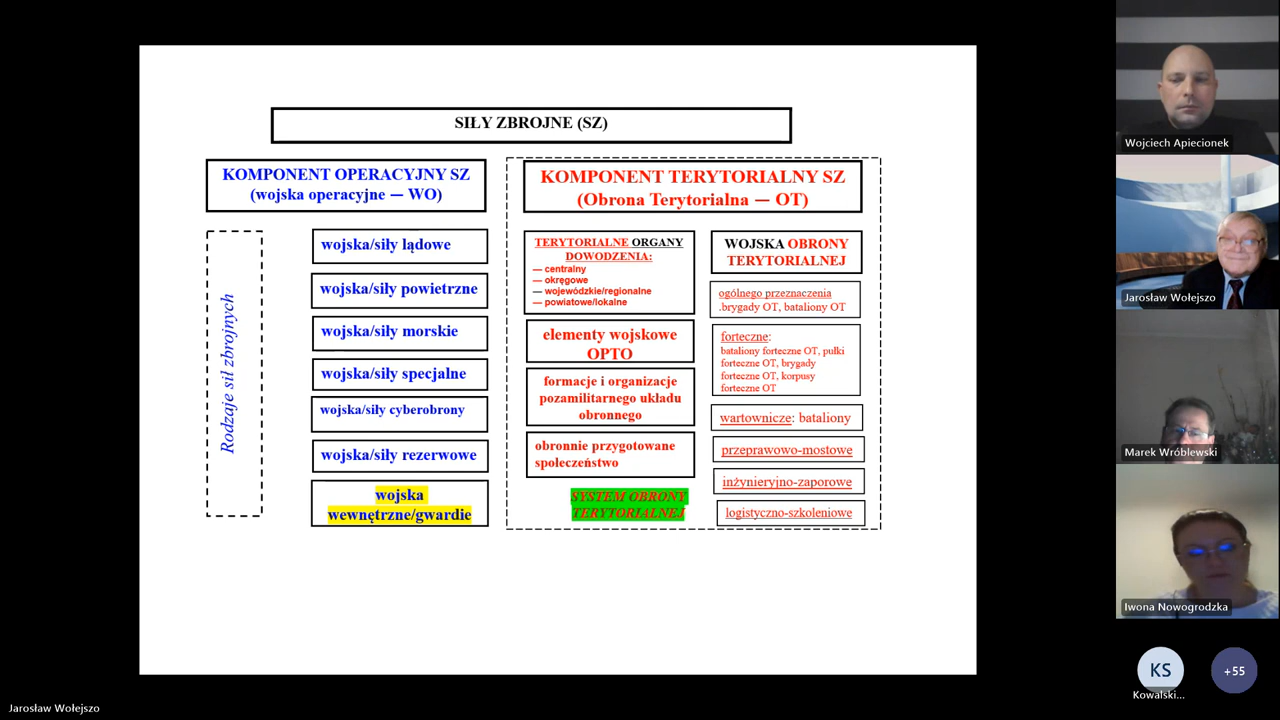 SIŁY ZBROJNE (SZ)
KOMPONENT OPERACYJNY SZ
(wojska operacyjne — WO)
Rodzaje sił zbrojnych
wojska/siły lądowe
wojska/siły powietrzne
wojska/siły morskie
wojska/siły specjalne
wojska/siły cyberobrony
wojska/siły rezerwowe
wojska
wewnętrzne/gwardie
KOMPONENT TERYTORIALNY SZ
(Obrona Terytorialna — OT)
TERYTORIALNE ORGANY
DOWODZENIA:
— centralny
— okręgowe
— wojewódzkie/regionalne
— powiatowe/lokalne
elementy wojskowe
OPTO
formacje i organizacje
pozamilitarnego układu
obronnego
obronnie przygotowane
społeczeństwo
SYSTEM OBRONY
TERYTORIALNEJ
WOJSKA OBRONY
TERYTORIALNEJ
ogólnego przeznaczenia
.brygady OT, bataliony OT
forteczne:
bataliony forteczne OT, pułki
forteczne OT, brygady
forteczne OT, korpusy
forteczne OT
wartownicze: bataliony
przeprawowo-mostowe
inżynieryjno-zaporowe
logistyczno-szkoleniowe
Wojciech Apiecionek
Jarosław Wołejszo
Marek Wróblewski
Iwona Nowogrodzka
KS
Kowalski...
+55
Jarosław Wołejszo